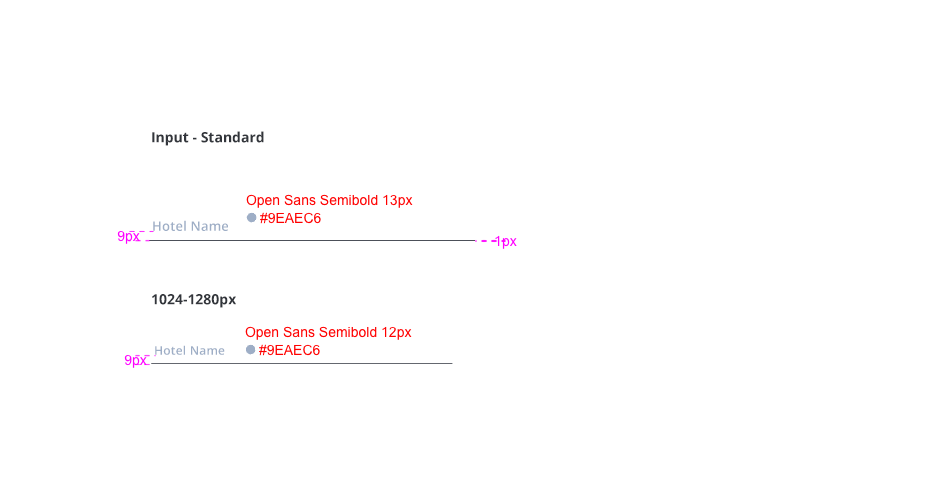 Input - Standard
Open Sans Semibold 13px
#9EAEC6
Hotel Name
9px
1px
1024-1280px
Open Sans Semibold 12px
Hotel Name
#9EAEC6
9px